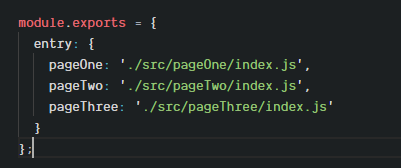 module.exports = {
  entry: {
    pageOne: './src/pageOne/index.js',
    pageTwo: './src/pageTwo/index.js',
    pageThree: './src/pageThree/index.js'
  }
};